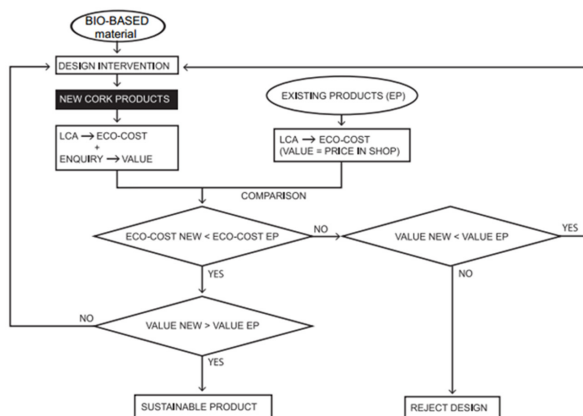 BIO-BASED
material
DESIGN INTERVENTION
NEW CORK PRODUCTS
EXISTING PRODUCTS (EP)
LCA → ECO-COST
+
ENQUIRY → VALUE
LCA → ECO-COST
(VALUE = PRICE IN SHOP)
COMPARISON
ECO-COST NEW < ECO-COST EP
NO
VALUE NEW < VALUE EP
YES
YES
NO
NO
VALUE NEW > VALUE EP
YES
SUSTAINABLE PRODUCT
REJECT DESIGN